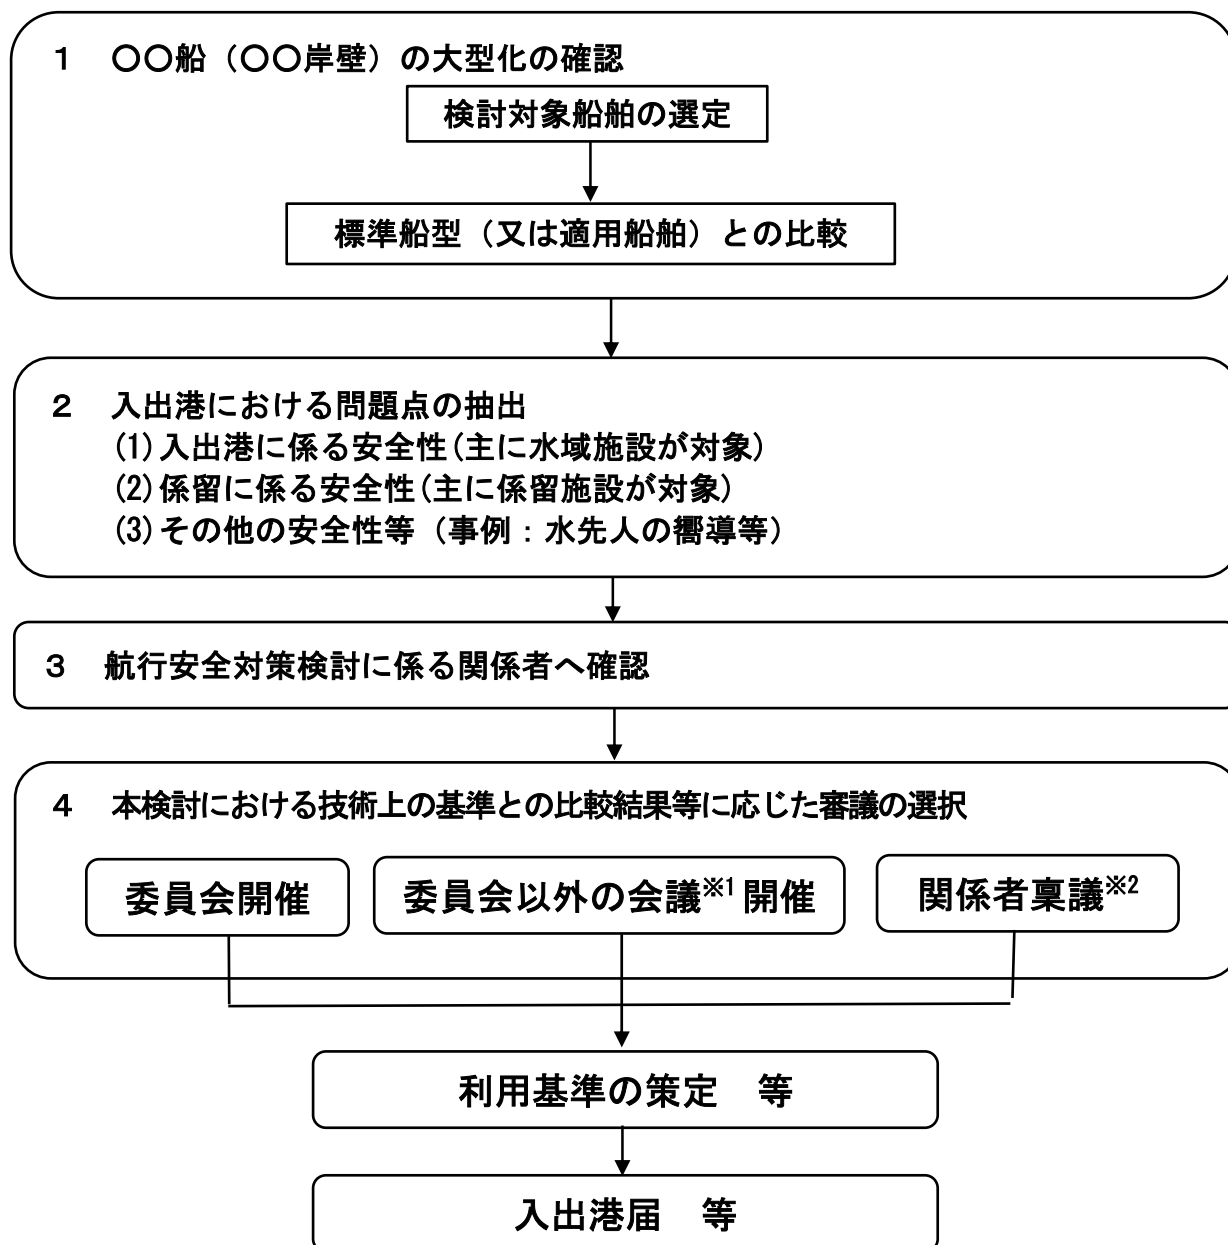 １　〇〇船（〇〇岸壁）の大型化の確認
検討対象船舶の選定
標準船型（又は適用船舶）との比較
２　入出港における問題点の抽出
(1)入出港に係る安全性(主に水域施設が対象)
(2)係留に係る安全性(主に係留施設が対象)
(3)その他の安全性等（事例：水先人の嚮導等）
３　航行安全対策検討に係る関係者へ確認
４　本検討における技術上の基準との比較結果等に応じた審議の選択
委員会開催
委員会以外の会議※1 開催
関係者稟議※2
利用基準の策定　等
入出港届　等